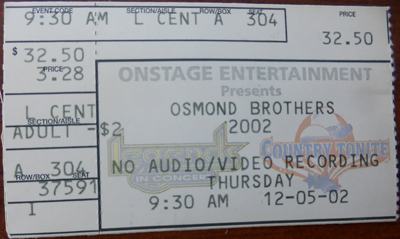 EVENT CODE SECTION/AISLE ROW/BOX SEAT PRICE
9:30 AM L CENT A 304 32.50
$ 32.50
3.28
L CENT
SECTION/AISLE
ADULT -$2
A 304
ROW/BOX SEAT
37591
I
ONSTAGE ENTERTAINMENT
Presents
OSMOND BROTHERS
2002
Legends IN CONCERT COUNTRY TONITE
NO AUDIO/VIDEO RECORDING
THURSDAY
9:30 AM 12-05-02